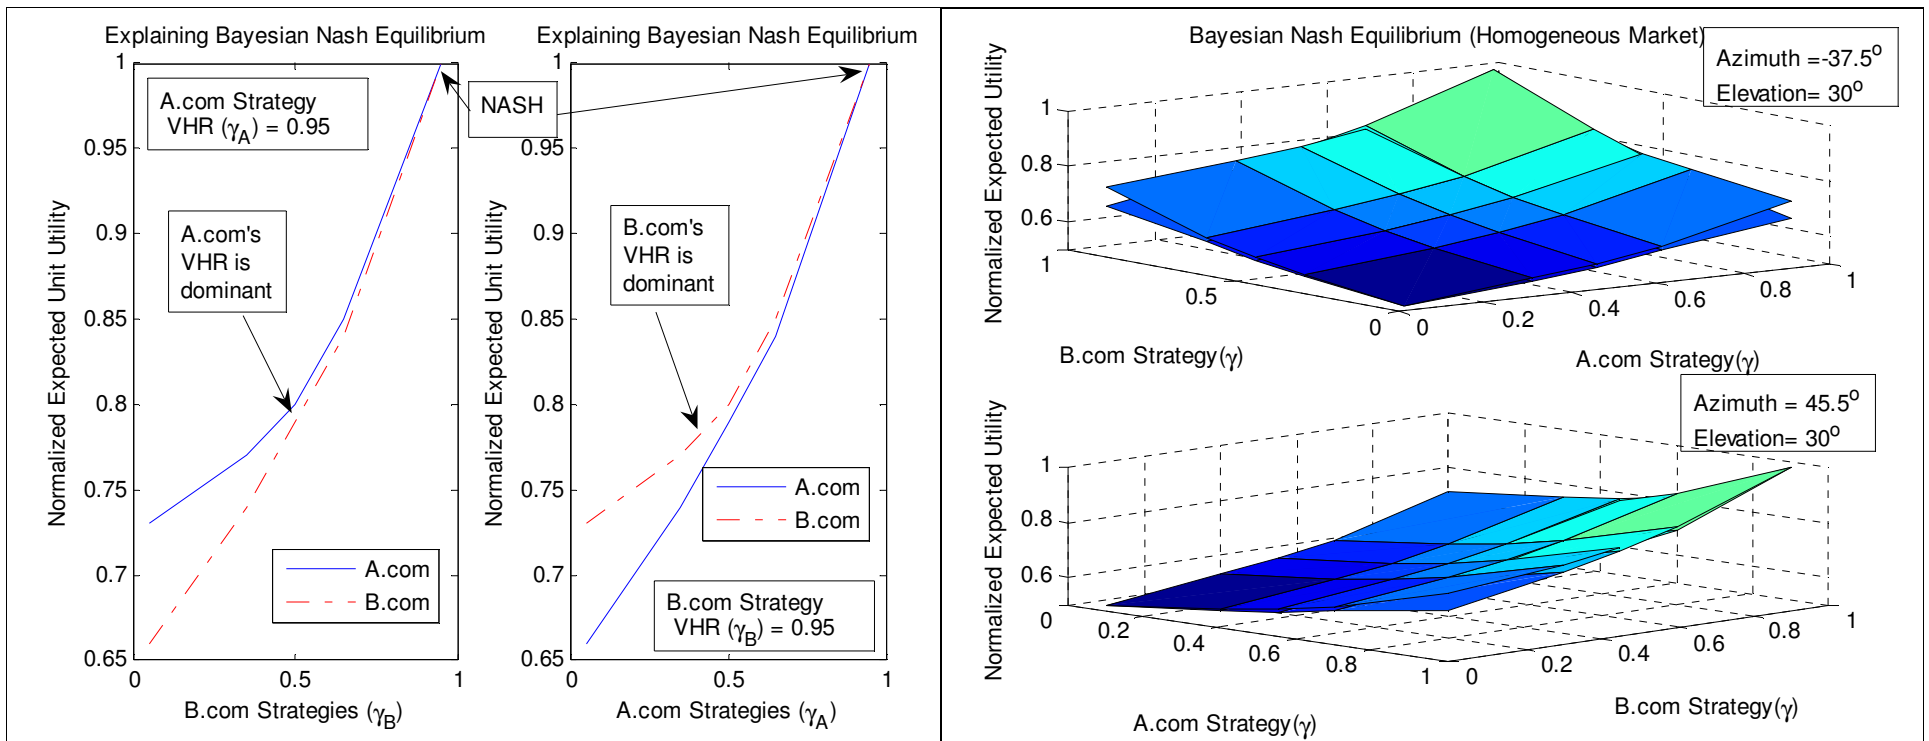 Explaining Bayesian Nash Equilibrium
1
0.95
0.9
0.85
0.8
0.75
0.7
0.65
0
0.5
1
Normalized Expected Unit Utility
B.com Strategies (γB)
A.com Strategy
VHR (γA) = 0.95
A.com's
VHR is
dominant
A.com
B.com
NASH
Explaining Bayesian Nash Equilibrium
1
0.95
0.9
0.85
0.8
0.75
0.7
0.65
0
0.5
1
Normalized Expected Unit Utility
A.com Strategies (γA)
B.com's
VHR is
dominant
A.com
B.com
B.com Strategy
VHR (γB) = 0.95
Bayesian Nash Equilibrium (Homogeneous Market)
Azimuth =-37.5o
Elevation= 30o
Normalized Expected Utility
1
0.8
0.6
1
0.5
0
0
0.2
0.4
0.6
0.8
1
B.com Strategy(γ)
A.com Strategy(γ)
Azimuth = 45.5o
Elevation= 30o
Normalized Expected Utility
1
0.8
0.6
0
0.2
0.4
0.6
0.8
1
0
0.2
0.4
0.6
0.8
1
A.com Strategy(γ)
B.com Strategy(γ)